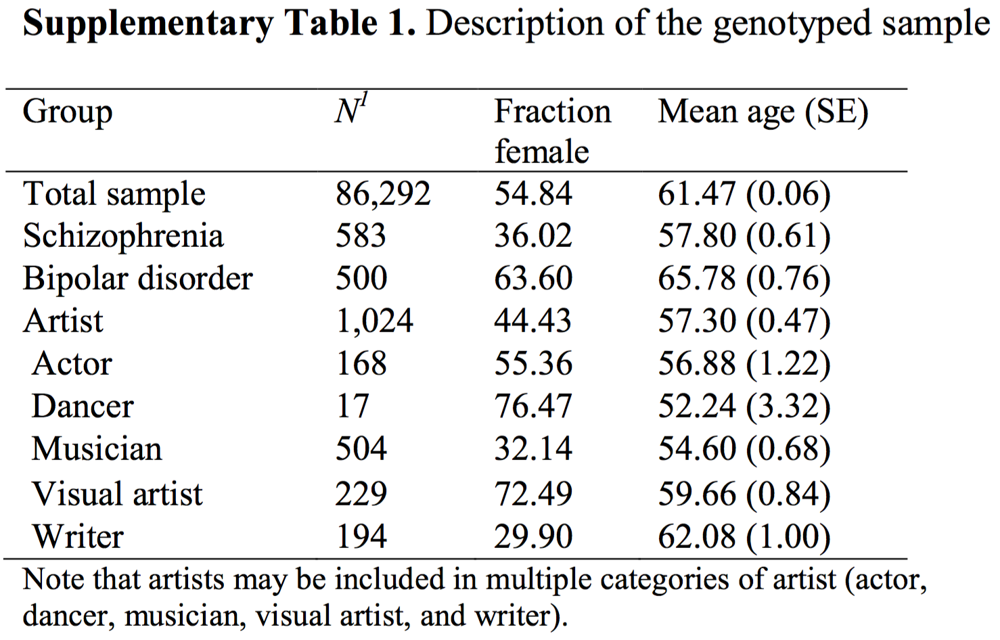 Supplementary Table 1. Description of the genotyped sample
Group N¹ Fraction female Mean age (SE)
Total sample 86,292 54.84 61.47 (0.06)
Schizophrenia 583 36.02 57.80 (0.61)
Bipolar disorder 500 63.60 65.78 (0.76)
Artist 1,024 44.43 57.30 (0.47)
Actor 168 55.36 56.88 (1.22)
Dancer 17 76.47 52.24 (3.32)
Musician 504 32.14 54.60 (0.68)
Visual artist 229 72.49 59.66 (0.84)
Writer 194 29.90 62.08 (1.00)
Note that artists may be included in multiple categories of artist (actor,
dancer, musician, visual artist, and writer).